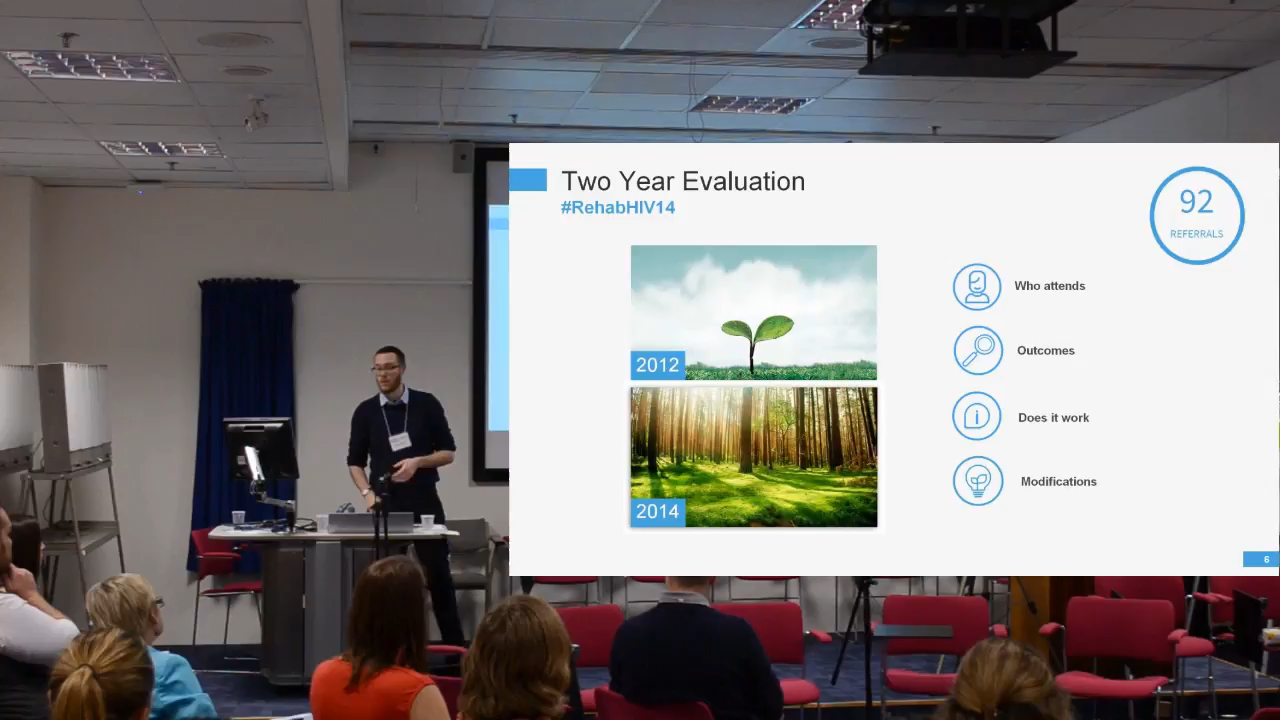 Two Year Evaluation
#RehabHIV14
92
REFERRALS
Who attends
2012
Outcomes
Does it work
Modifications
2014
6